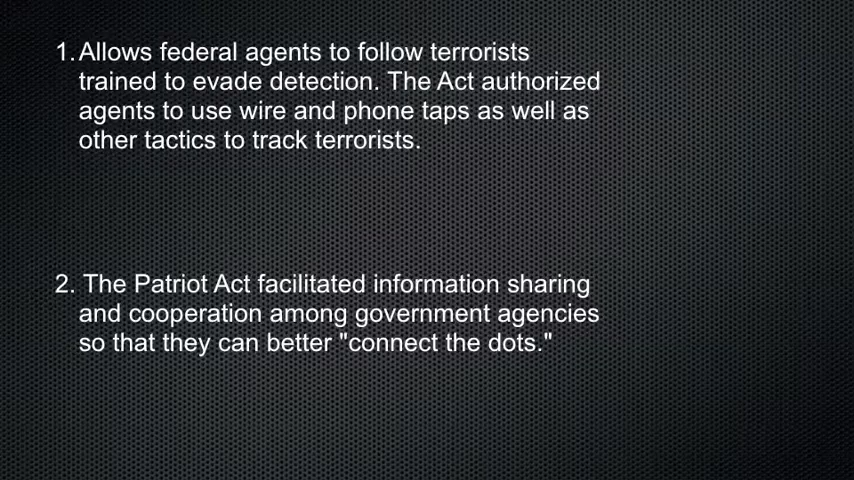 1. Allows federal agents to follow terrorists
trained to evade detection. The Act authorized
agents to use wire and phone taps as well as
other tactics to track terrorists.
2. The Patriot Act facilitated information sharing
and cooperation among government agencies
so that they can better "connect the dots."